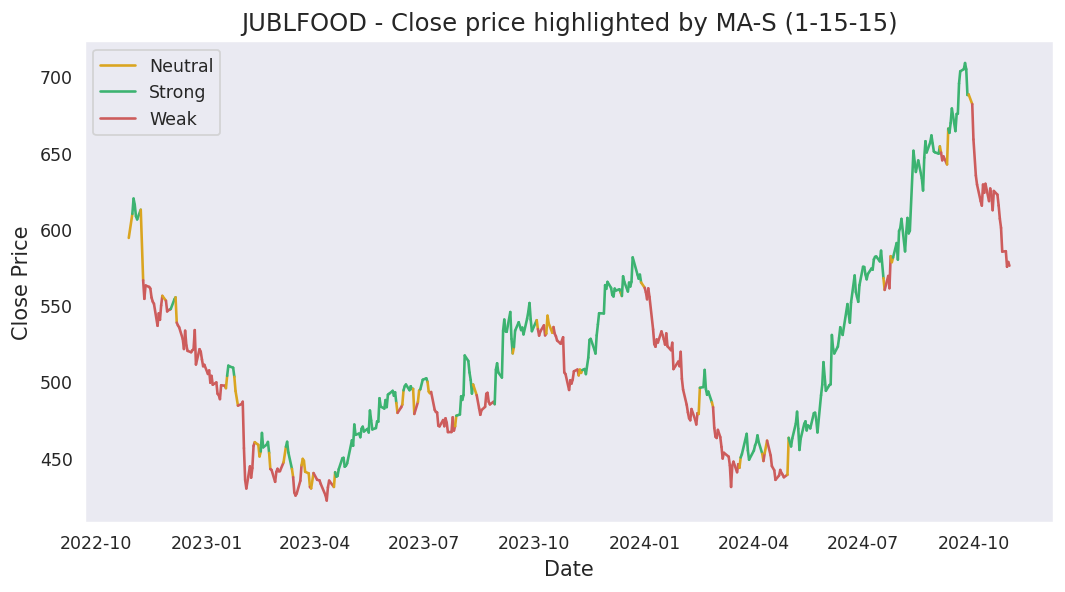 JUBLFOOD - Close price highlighted by MA-S (1-15-15)
Neutral
Strong
Weak
Close Price
700
650
600
550
500
450
2022-10 2023-01 2023-04 2023-07 2023-10 2024-01 2024-04 2024-07 2024-10
Date